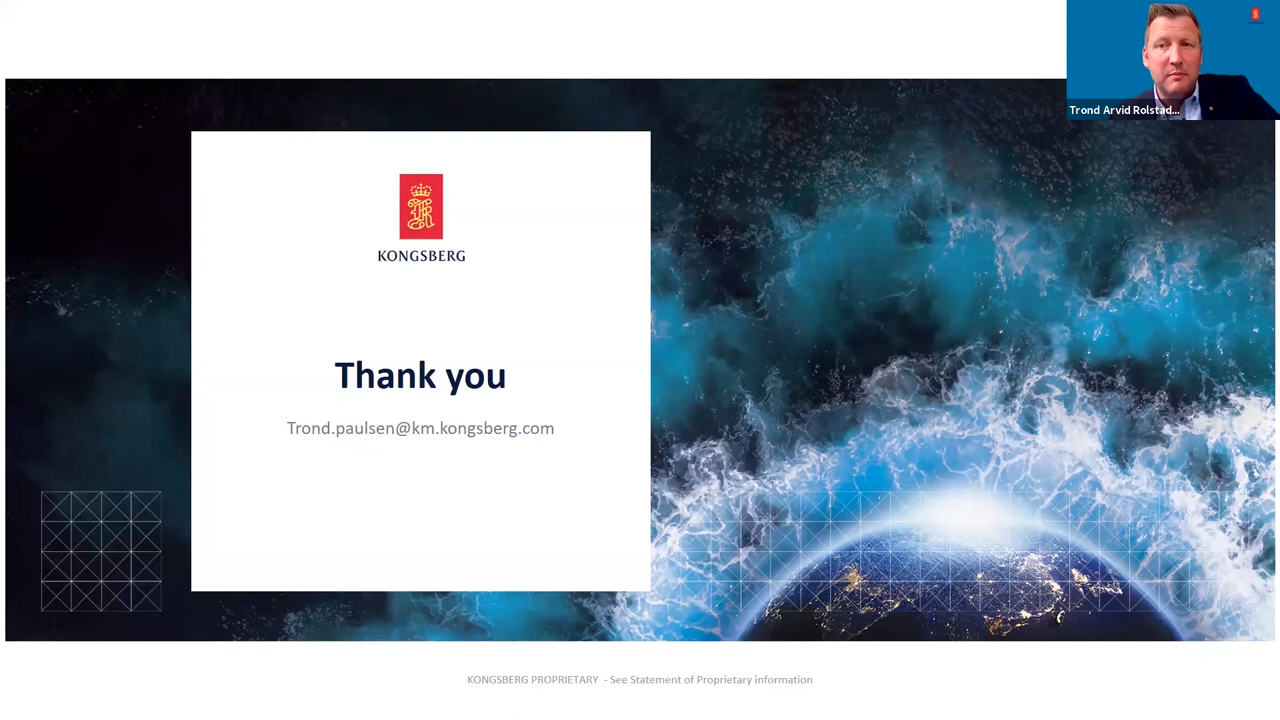 Trond Arvid Rolstad...
KONGSBERG
Thank you
Trond.paulsen@km.kongsberg.com
KONGSBERG PROPRIETARY - See Statement of Proprietary information